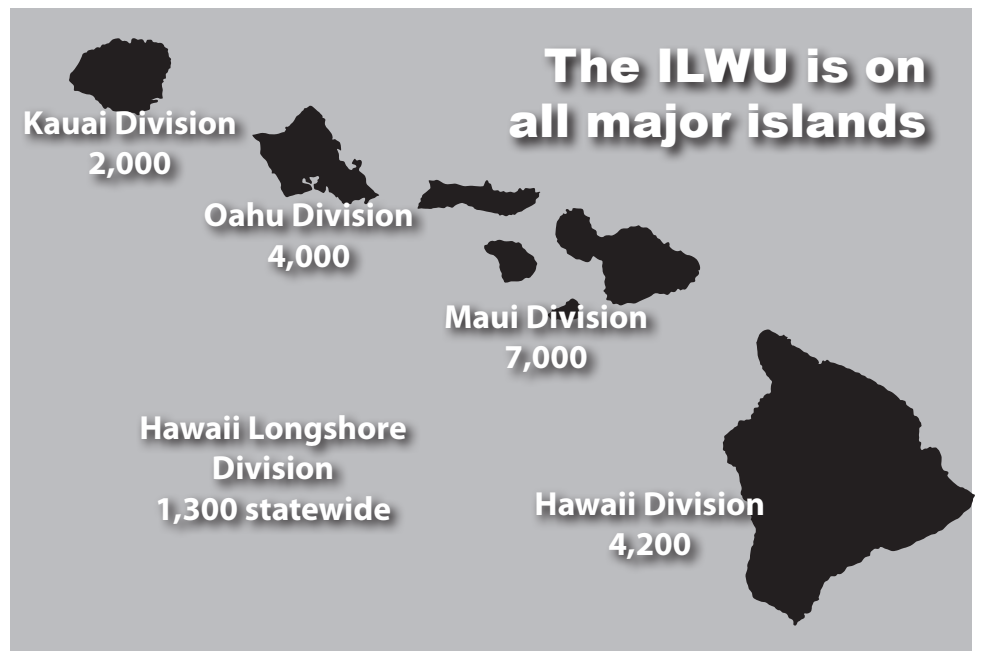 The ILWU is on
all major islands
Kauai Division
2,000
Oahu Division
4,000
Maui Division
7,000
Hawaii Longshore
Division
1,300 statewide
Hawaii Division
4,200